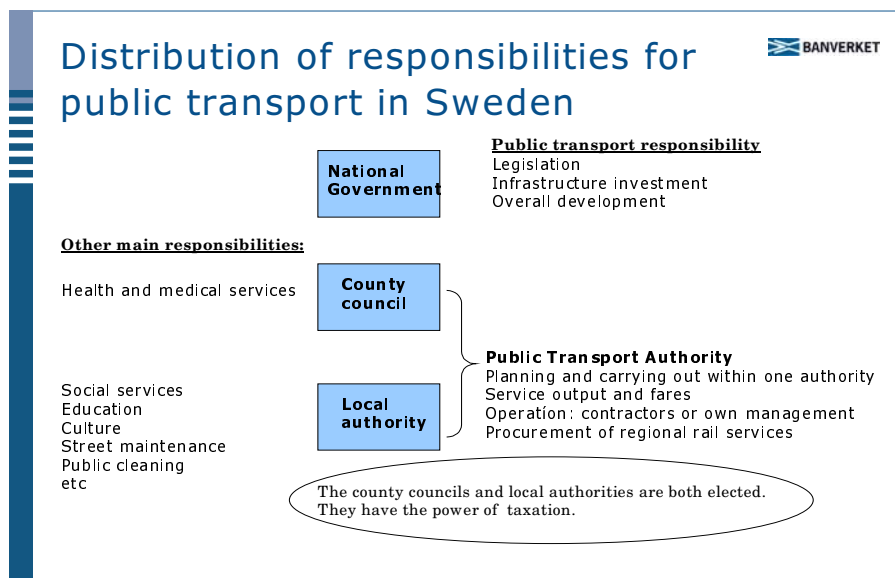 Distribution of responsibilities for
public transport in Sweden
BANVERKET
Public transport responsibility
Legislation
Infrastructure investment
Overall development
National
Government
Other main responsibilities:
Health and medical services
County
council
Public Transport Authority
Planning and carrying out within one authority
Service output and fares
Operatíon: contractors or own management
Procurement of regional rail services
Social services
Education
Culture
Street maintenance
Public cleaning
etc
Local
authority
The county councils and local authorities are both elected.
They have the power of taxation.